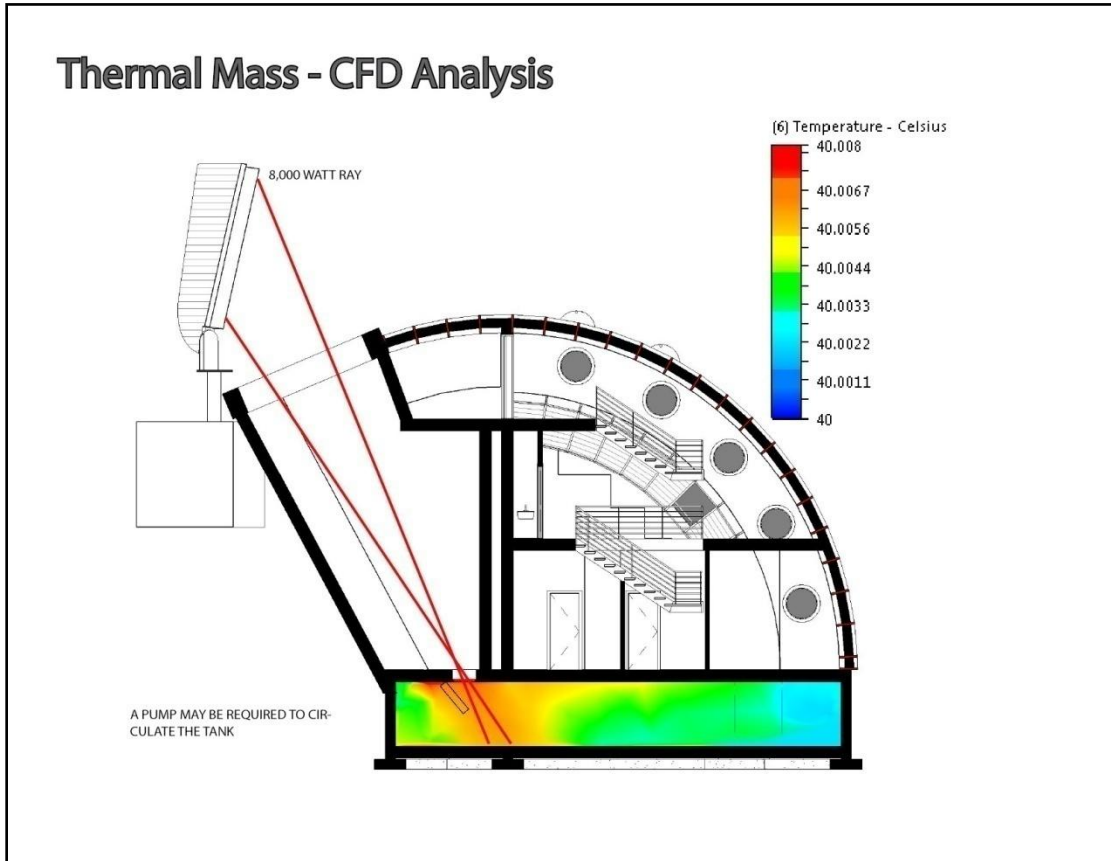 Thermal Mass - CFD Analysis
(6) Temperature - Celsius
40.008
40.0067
40.0056
40.0044
40.0033
40.0022
40.0011
40
8,000 WATT RAY
A PUMP MAY BE REQUIRED TO CIR-
CULATE THE TANK